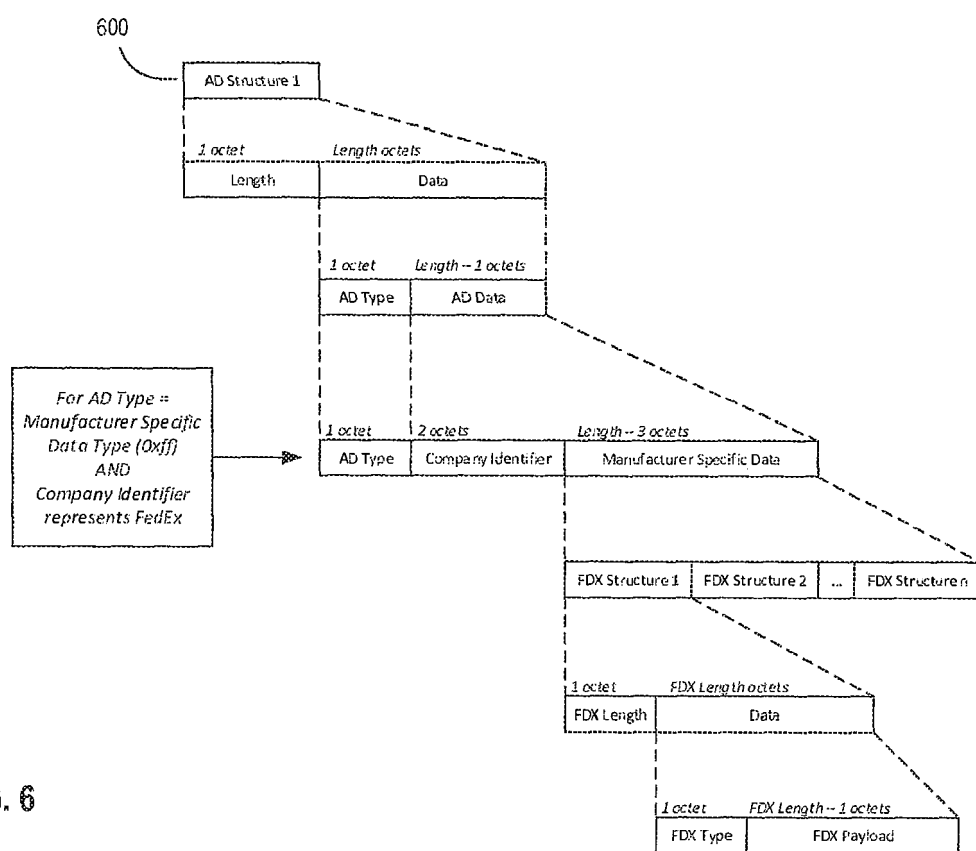 600
AD Structure 1
1 octet Length octets
Length Data
1 octet Length -- 1 octets
AD Type AD Data
For AD Type =
Manufacturer Specific
Data Type (0xff)
AND
Company Identifier
represents FedEx
1 octet 2 octets Length -- 3 octets
AD Type Company Identifier Manufacturer Specific Data
FDX Structure 1 FDX Structure 2 ... FDX Structure n
1 octet FDX Length octets
FDX Length Data
1 octet FDX Length -- 1 octets
FDX Type FDX Payload
. 6